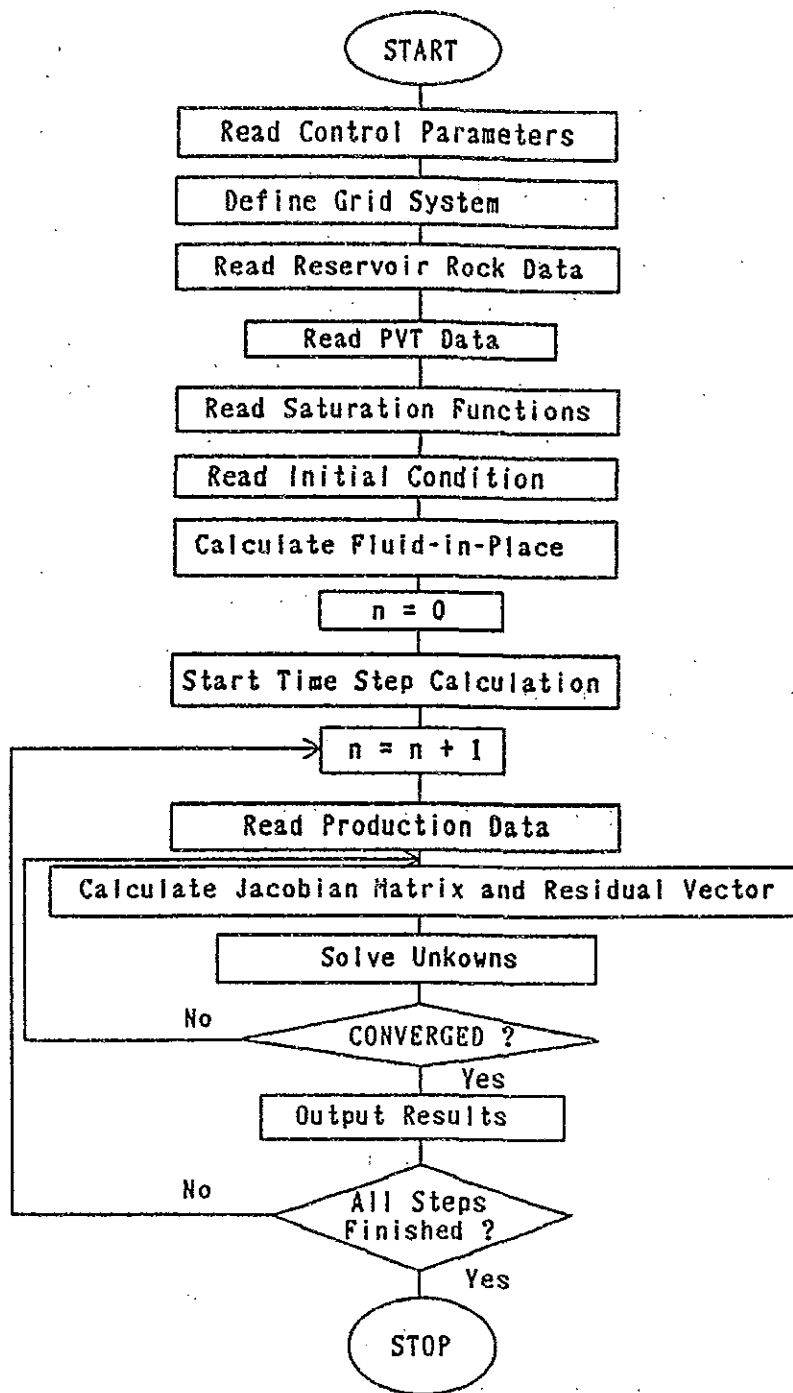 START
Read Control Parameters
Define Grid System
Read Reservoir Rock Data
Read PVT Data
Read Saturation Functions
Read Initial Condition
Calculate Fluid-in-Place
n = 0
Start Time Step Calculation
n = n + 1
Read Production Data
Calculate Jacobian Matrix and Residual Vector
Solve Unkowns
No
CONVERGED ?
Yes
Output Results
No
All Steps
Finished ?
Yes
STOP